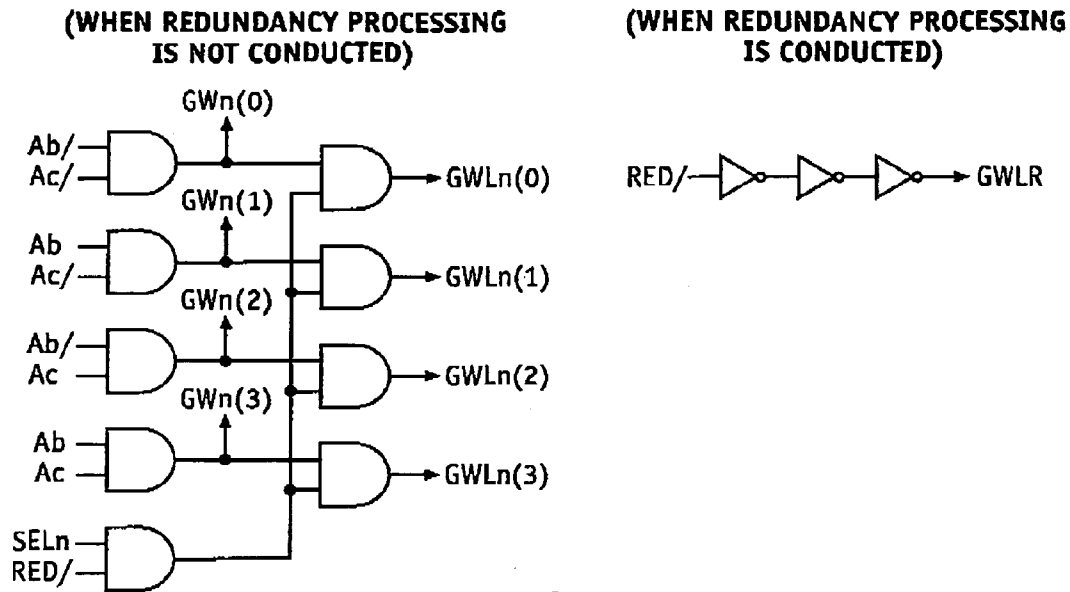 (WHEN REDUNDANCY PROCESSING
IS NOT CONDUCTED)
(WHEN REDUNDANCY PROCESSING
IS CONDUCTED)
GWn(0)
Ab/
Ac/
GWLn(0)
GWn(1)
Ab
Ac/
GWLn(1)
GWn(2)
Ab/
Ac
GWLn(2)
GWn(3)
Ab
Ac
GWLn(3)
SELn
RED/
RED/
GWLR